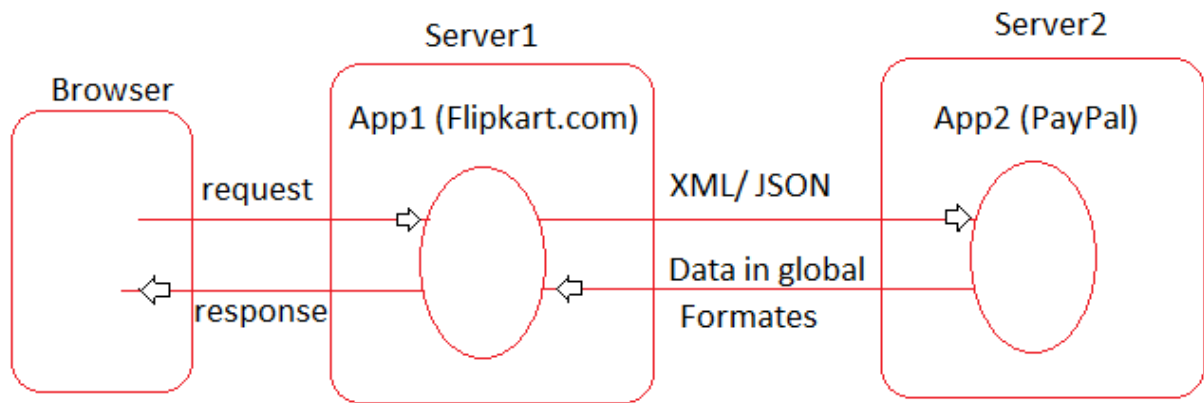 Server1
Server2
Browser
App1 (Flipkart.com)
App2 (PayPal)
request
XML/ JSON
Data in global
response
Formates